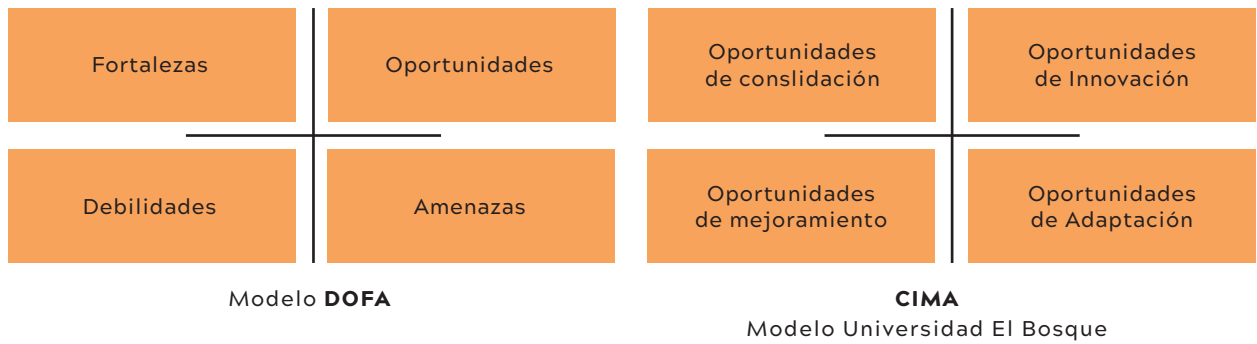 Fortalezas
Oportunidades
Debilidades
Amenazas
Modelo DOFA
Oportunidades
de conslidación
Oportunidades
de Innovación
Oportunidades
de mejoramiento
Oportunidades
de Adaptación
CIMA
Modelo Universidad El Bosque